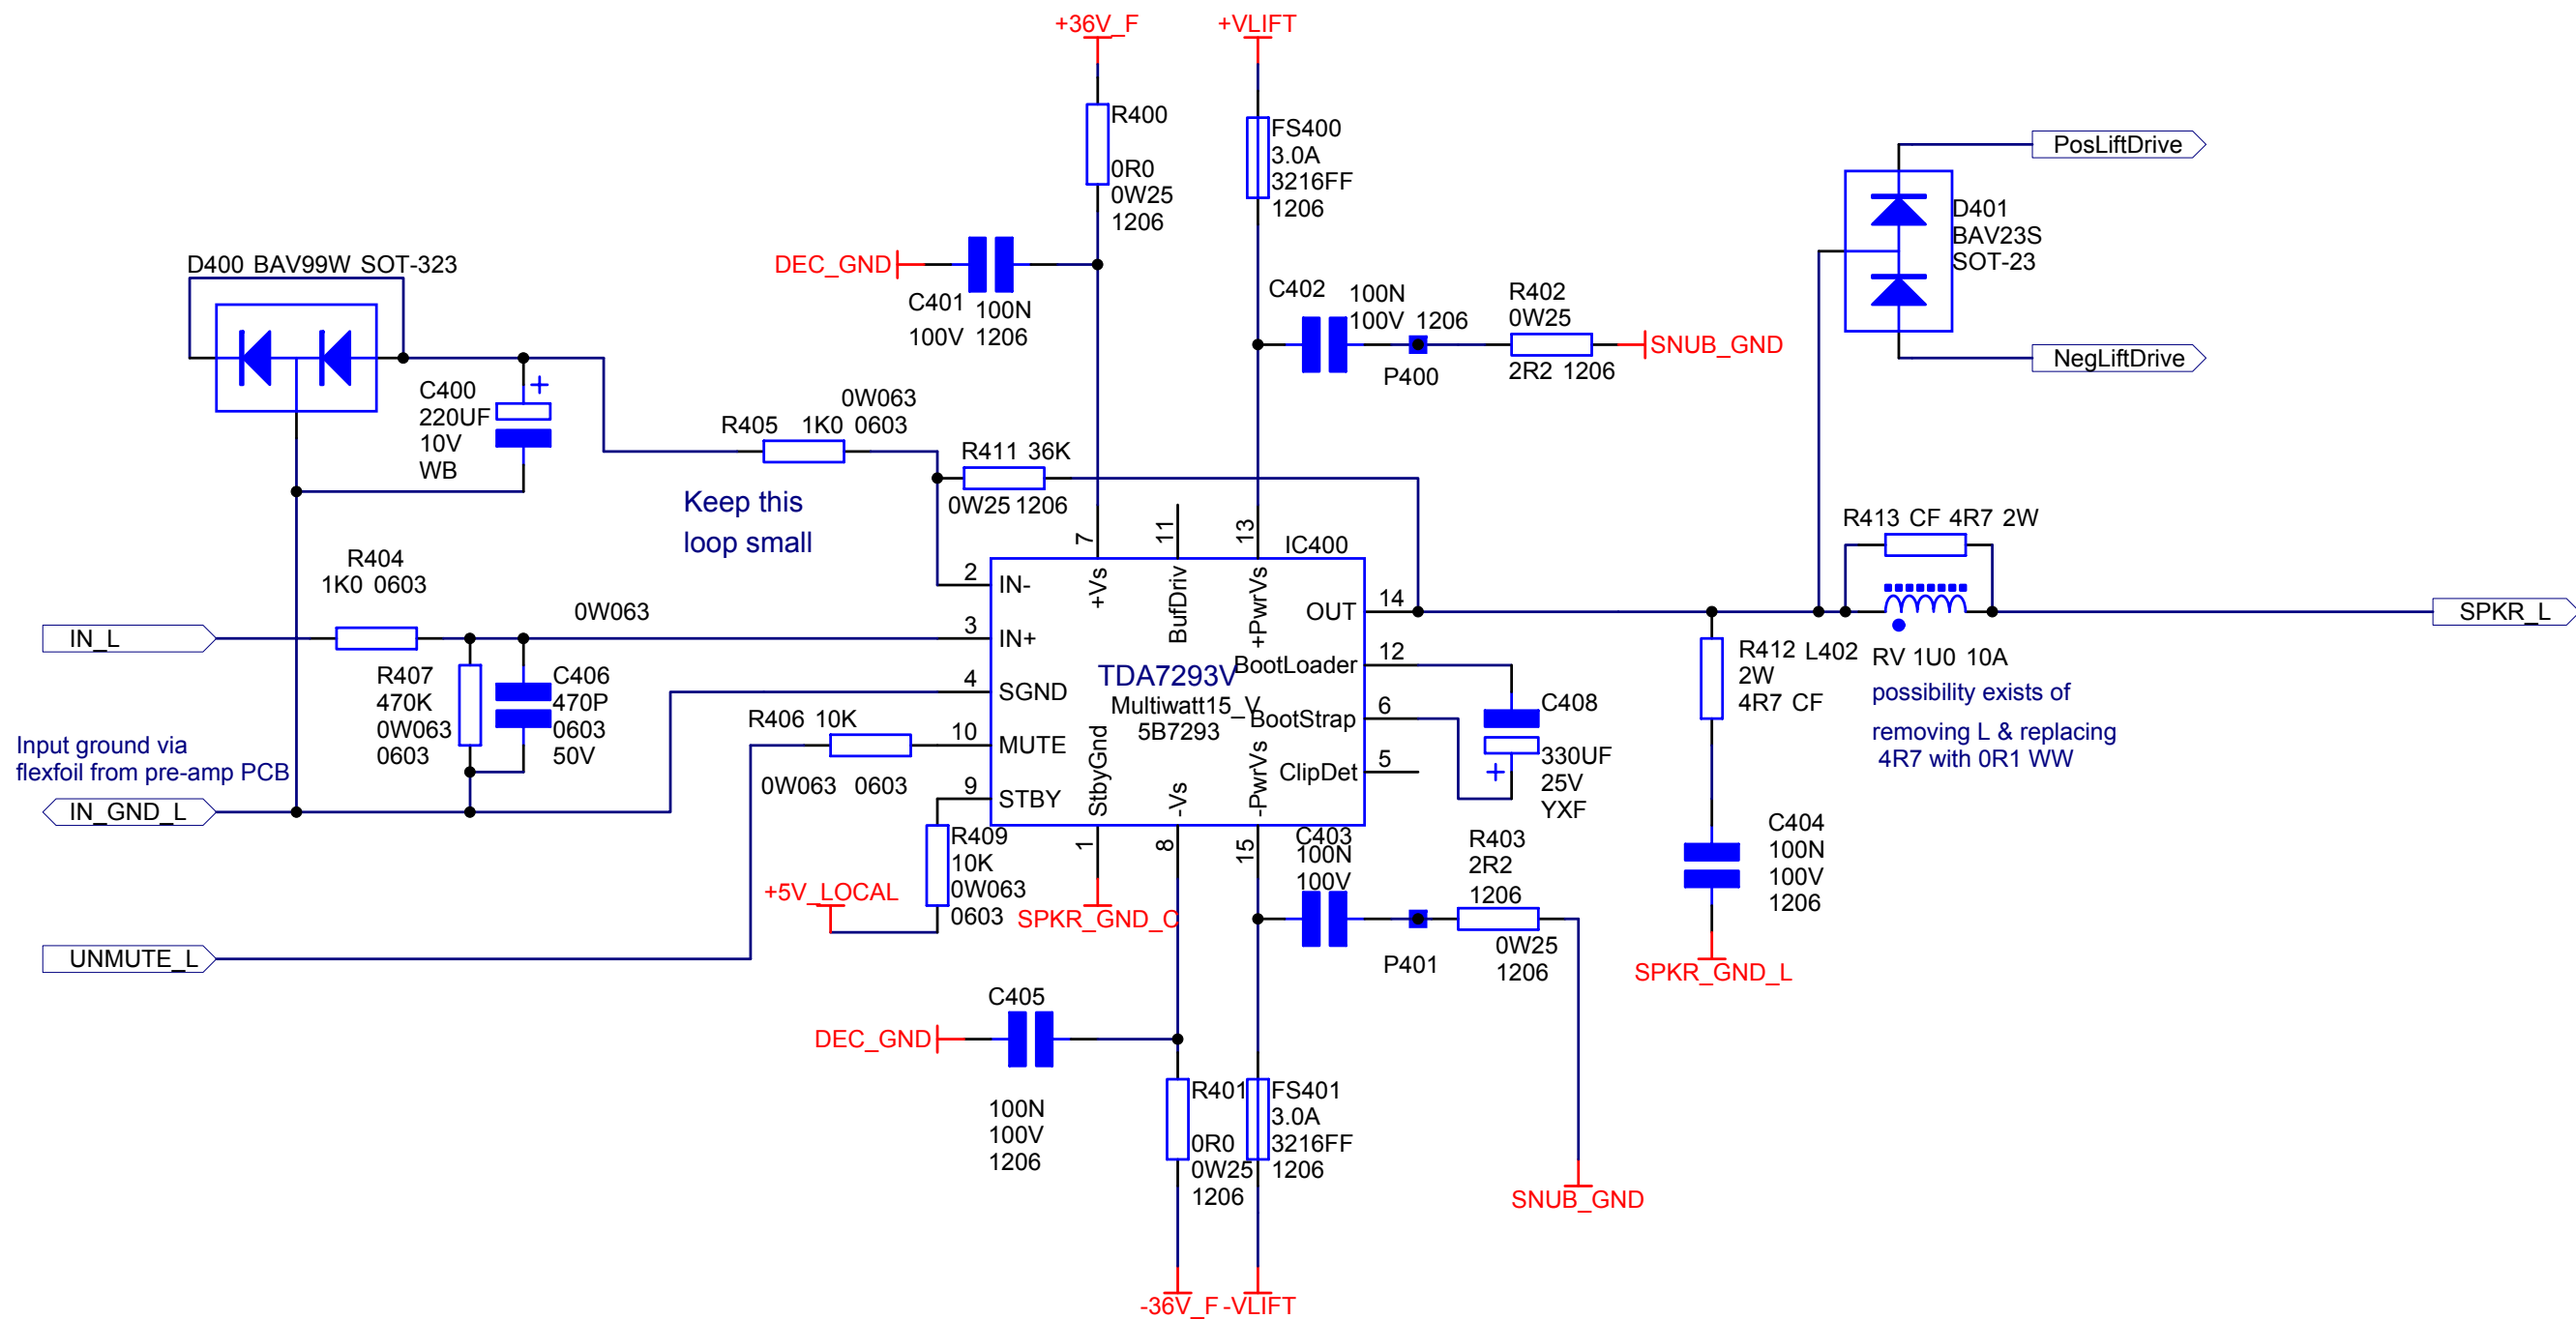 +36V_F
+VLIFT
R400
0R0
0W25
1206
FS400
3.0A
3216FF
1206
PosLiftDrive
D401
BAV23S
SOT-23
NegLiftDrive
D400 BAV99W SOT-323
DEC_GND
C401 100N
100V 1206
C402
100N
100V 1206
P400
R402
0W25
2R2 1206
SNUB_GND
C400
220UF
10V
WB
+
0W063
R405 1K0 0603
R411 36K
0W25 1206
Keep this
loop small
R413 CF 4R7 2W
R404
1K0 0603
0W063
IN_L
R407
470K
0W063
0603
C406
470P
0603
50V
Input ground via
flexfoil from pre-amp PCB
IN_GND_L
UNMUTE_L
R406 10K
0W063 0603
7
11
13
IC400
2
IN-
3
IN+
4
SGND
10
MUTE
9
STBY
+Vs
BufDriv
+PwrVs
OUT
14
BootLoader
12
BootStrap
6
ClipDet
5
TDA7293V
Multiwatt15_V
5B7293
StbyGnd
-Vs
-PwrVs
1
8
15
C408
330UF
25V
YXF
+
R409
10K
0W063
0603
+5V_LOCAL
SPKR_GND_C
C403
100N
100V
P401
R403
2R2
1206
0W25
1206
SNUB_GND
R412
2W
4R7 CF
L402
RV 1U0 10A
possibility exists of
removing L & replacing
4R7 with 0R1 WW
SPKR_L
C404
100N
100V
1206
SPKR_GND_L
C405
DEC_GND
100N
100V
1206
R401
0R0
0W25
1206
FS401
3.0A
3216FF
1206
-36V_F
-VLIFT